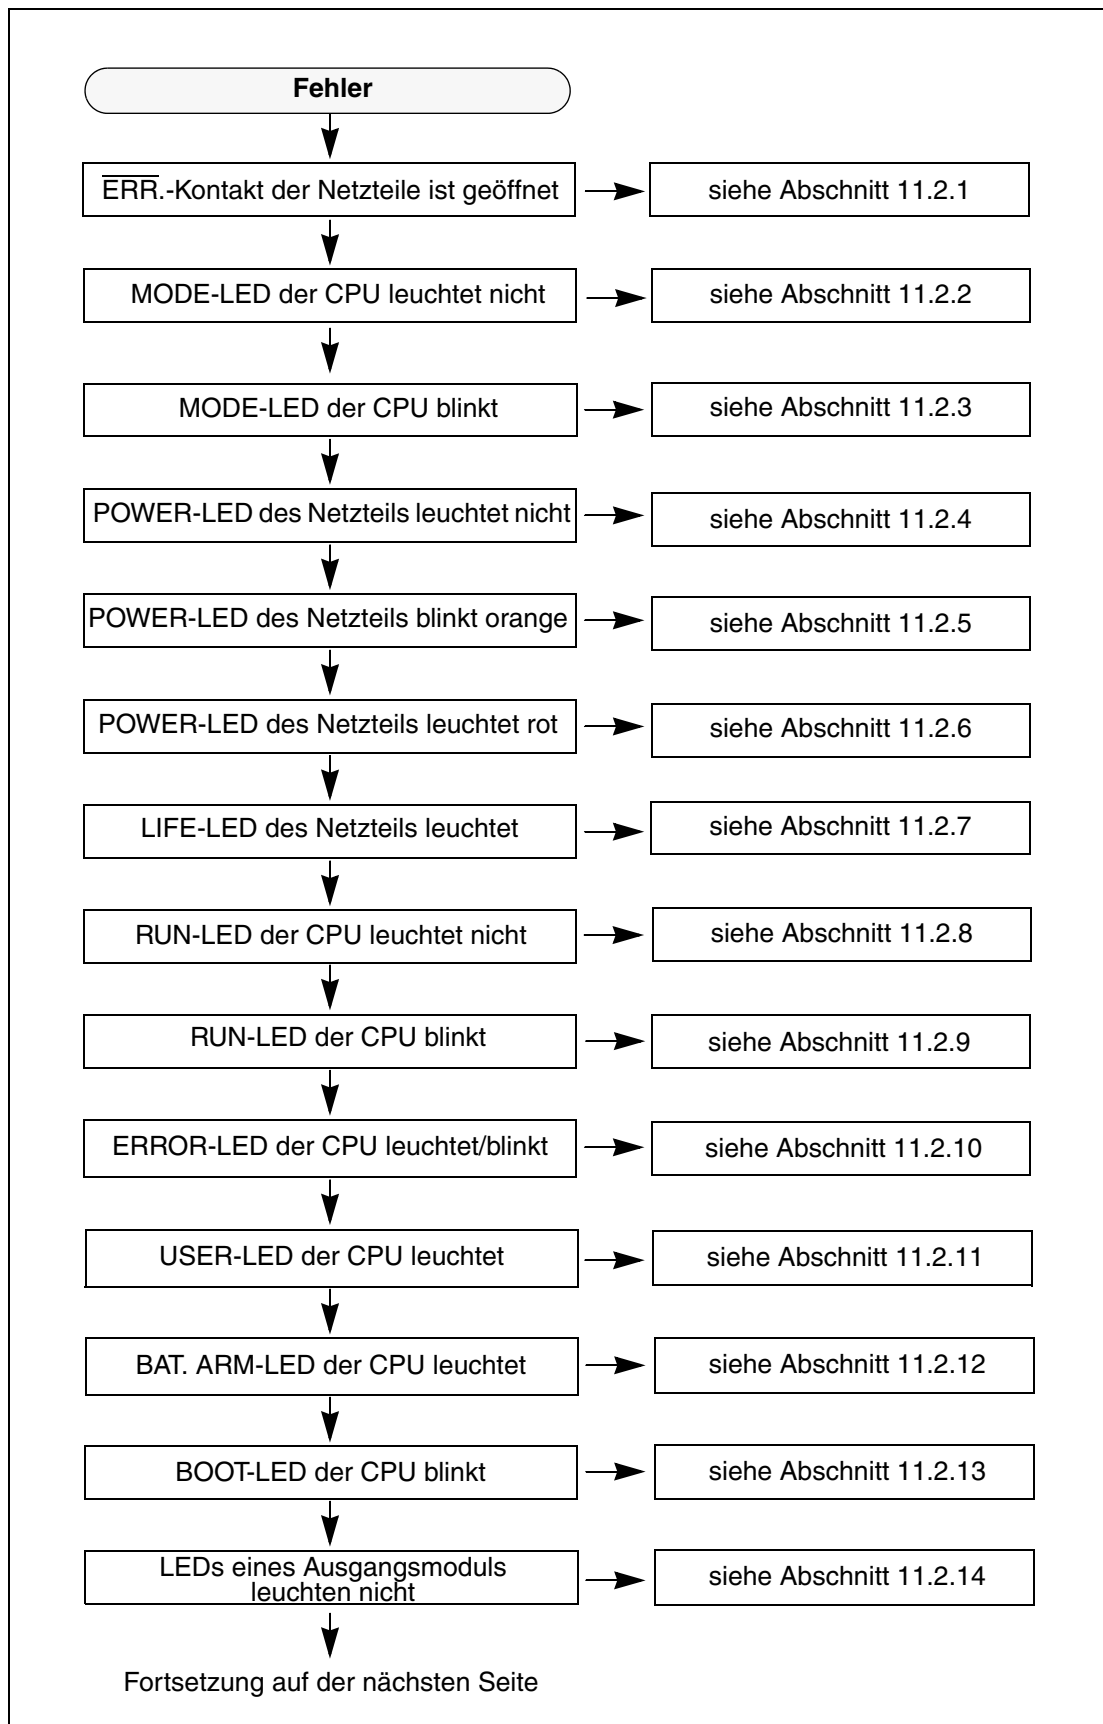 Fehler
ERR.-Kontakt der Netzteile ist geöffnet
siehe Abschnitt 11.2.1
MODE-LED der CPU leuchtet nicht
siehe Abschnitt 11.2.2
MODE-LED der CPU blinkt
siehe Abschnitt 11.2.3
POWER-LED des Netzteils leuchtet nicht
siehe Abschnitt 11.2.4
POWER-LED des Netzteils blinkt orange
siehe Abschnitt 11.2.5
POWER-LED des Netzteils leuchtet rot
siehe Abschnitt 11.2.6
LIFE-LED des Netzteils leuchtet
siehe Abschnitt 11.2.7
RUN-LED der CPU leuchtet nicht
siehe Abschnitt 11.2.8
RUN-LED der CPU blinkt
siehe Abschnitt 11.2.9
ERROR-LED der CPU leuchtet/blinkt
siehe Abschnitt 11.2.10
USER-LED der CPU leuchtet
siehe Abschnitt 11.2.11
BAT. ARM-LED der CPU leuchtet
siehe Abschnitt 11.2.12
BOOT-LED der CPU blinkt
siehe Abschnitt 11.2.13
LEDs eines Ausgangsmoduls
leuchten nicht
siehe Abschnitt 11.2.14
Fortsetzung auf der nächsten Seite